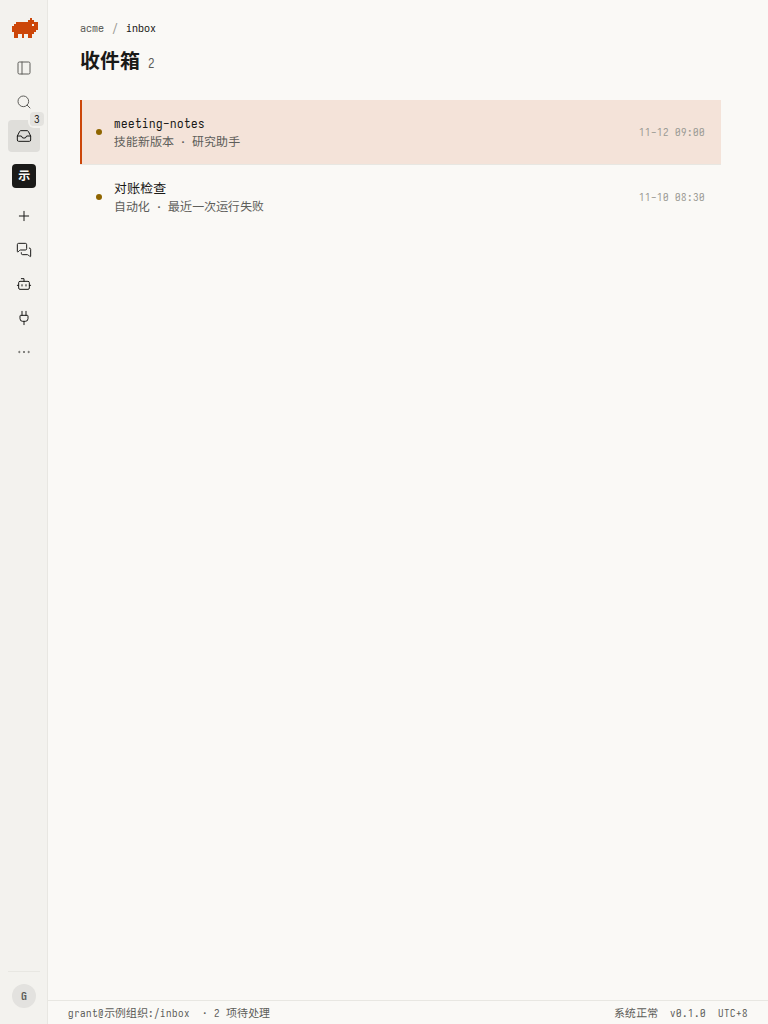 acme / inbox
收件箱 2
3
meeting-notes
技能新版本 · 研究助手
11-12 09:00
示
对账检查
自动化 · 最近一次运行失败
11-10 08:30
G
grant@示例组织:/inbox · 2 项待处理
系统正常 v0.1.0 UTC+8